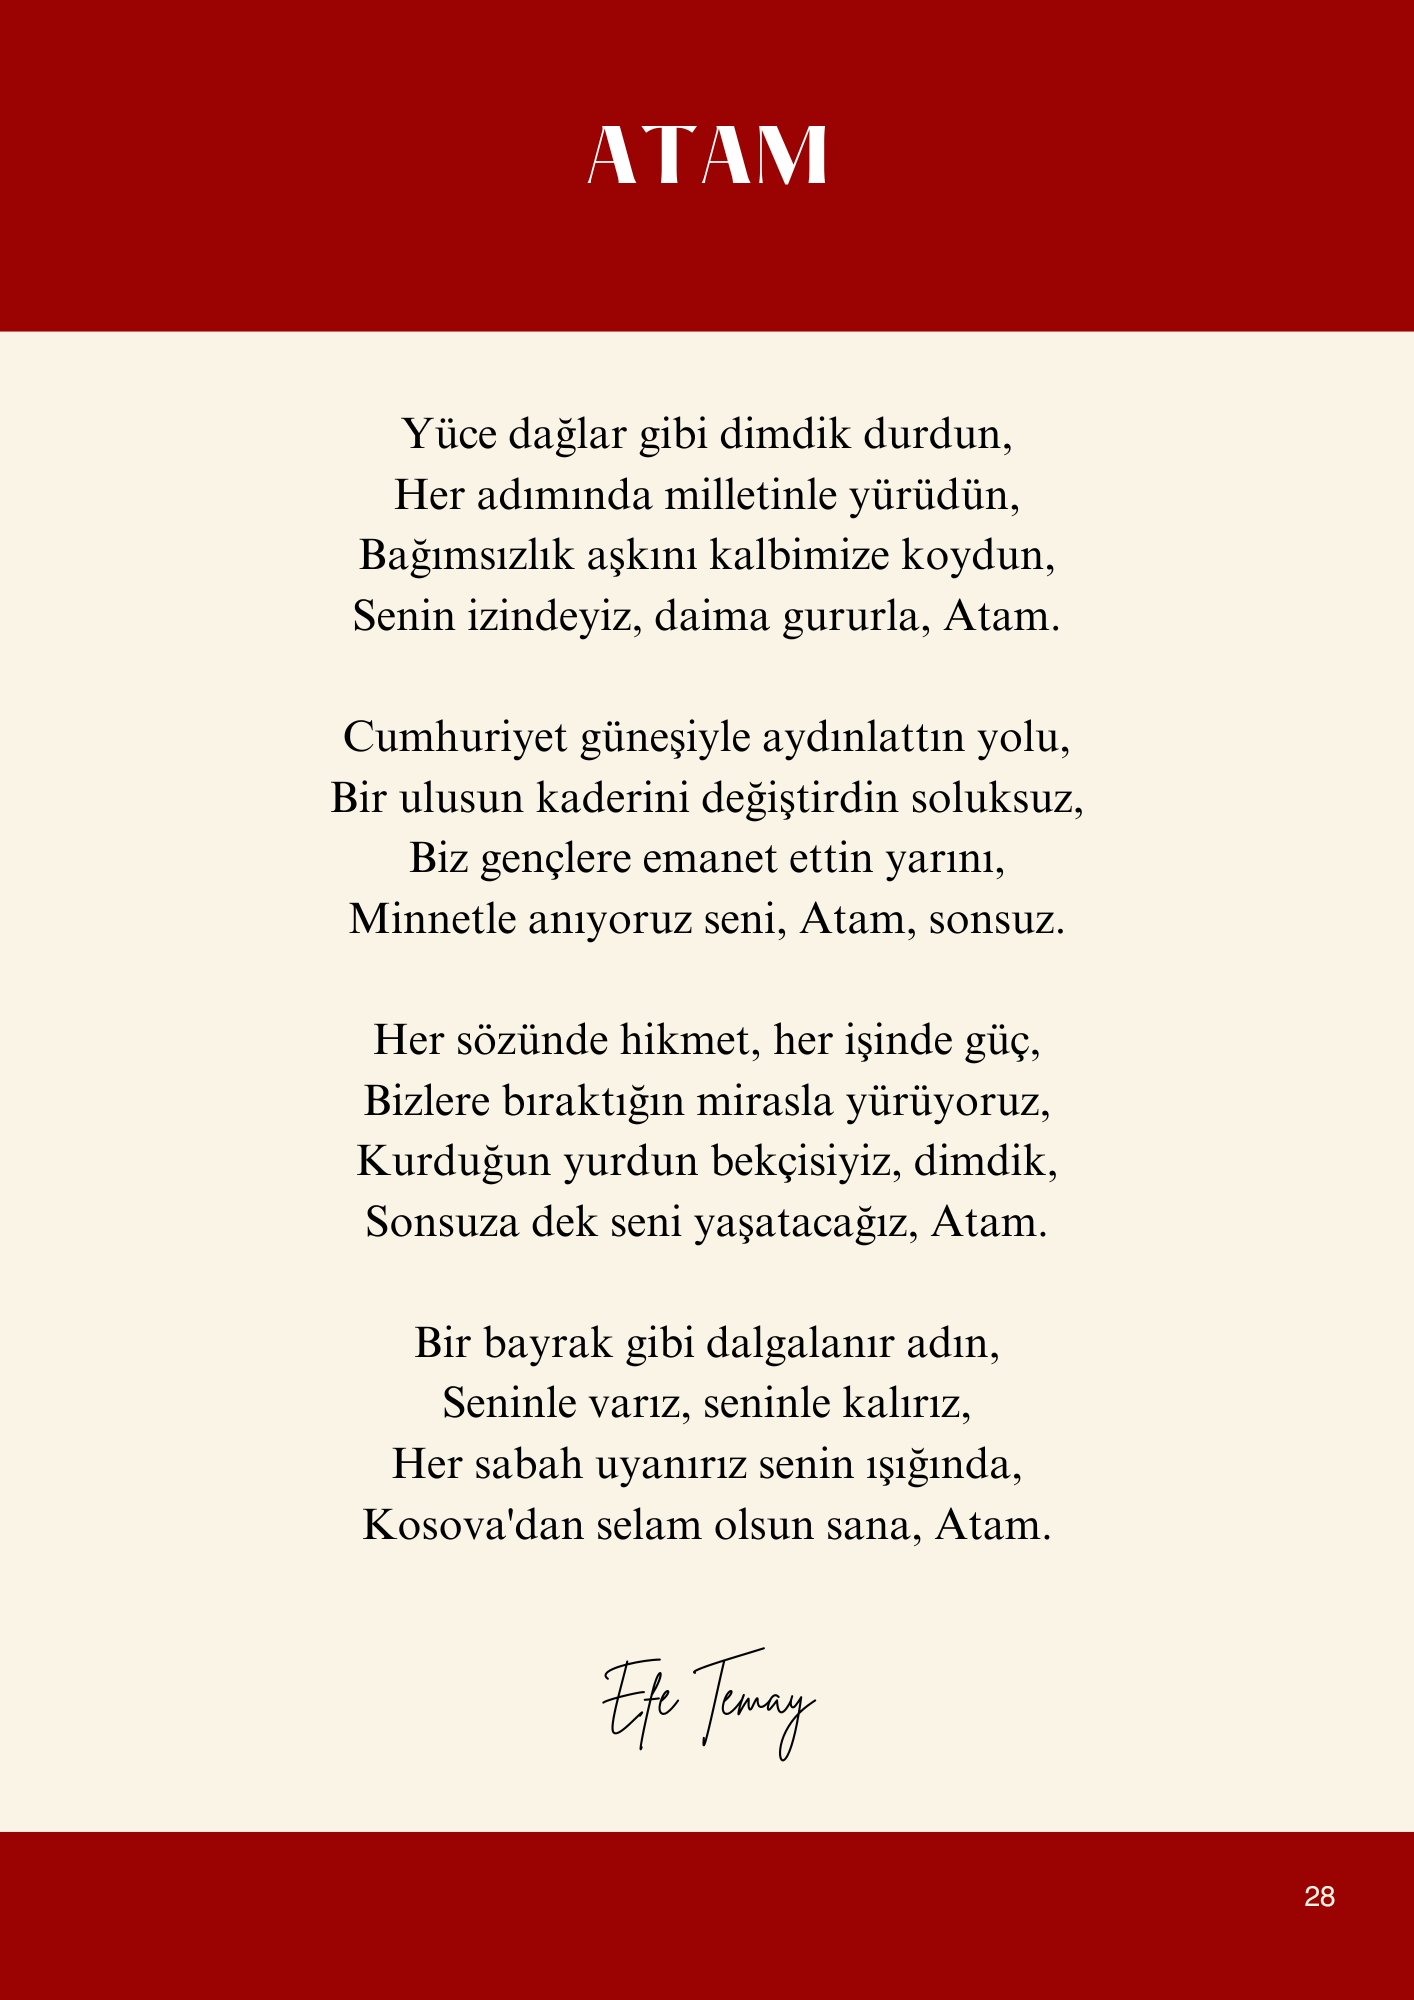 ATAM
Yüce dağlar gibi dimdik durdun,
Her adımında milletinle yürüdün,
Bağımsızlık aşkını kalbimize koydun,
Senin izindeyiz, daima gururla, Atam.
Cumhuriyet güneşiyle aydınlattın yolu,
Bir ulusun kaderini değiştirdin soluksuz,
Biz gençlere emanet ettin yarını,
Minnetle anıyoruz seni, Atam, sonsuz.
Her sözünde hikmet, her işinde güç,
Bizlere bıraktığın mirasla yürüyoruz,
Kurduğun yurdun bekçisiyiz, dimdik,
Sonsuza dek seni yaşatacağız, Atam.
Bir bayrak gibi dalgalanır adın,
Seninle varız, seninle kalırız,
Her sabah uyanırız senin ışığında,
Kosova'dan selam olsun sana, Atam.
Efe Temay
28